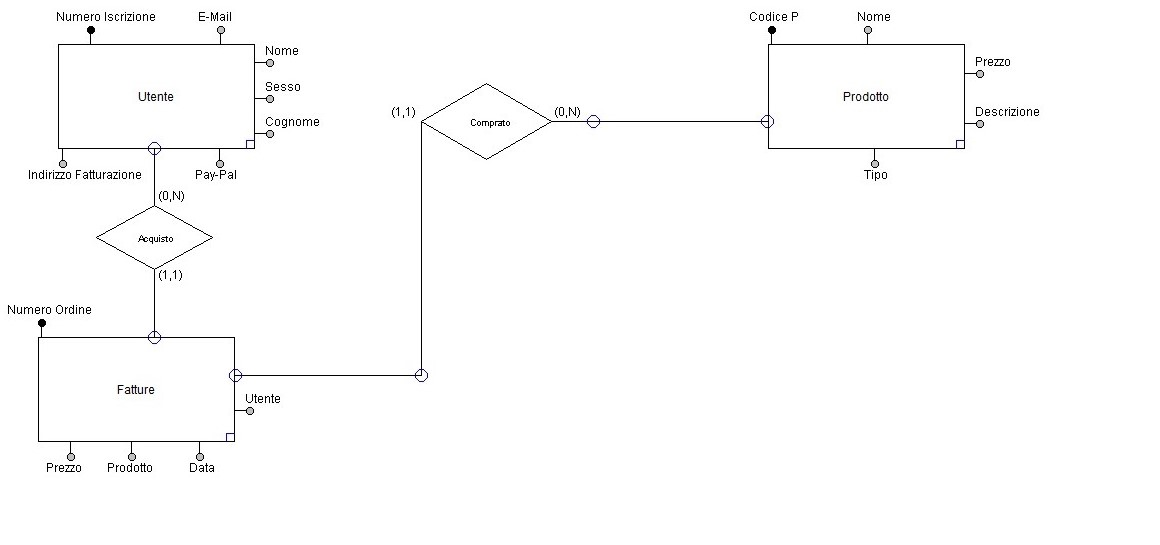 Numero Iscrizione
E-Mail
Codice P
Nome
Nome
Sesso
Cognome
Utente
Prezzo
Descrizione
Prodotto
(1,1)
Comprato
(0,N)
Indirizzo Fatturazione
Pay-Pal
Tipo
(0,N)
Acquisto
(1,1)
Numero Ordine
Fatture
Utente
Prezzo
Prodotto
Data